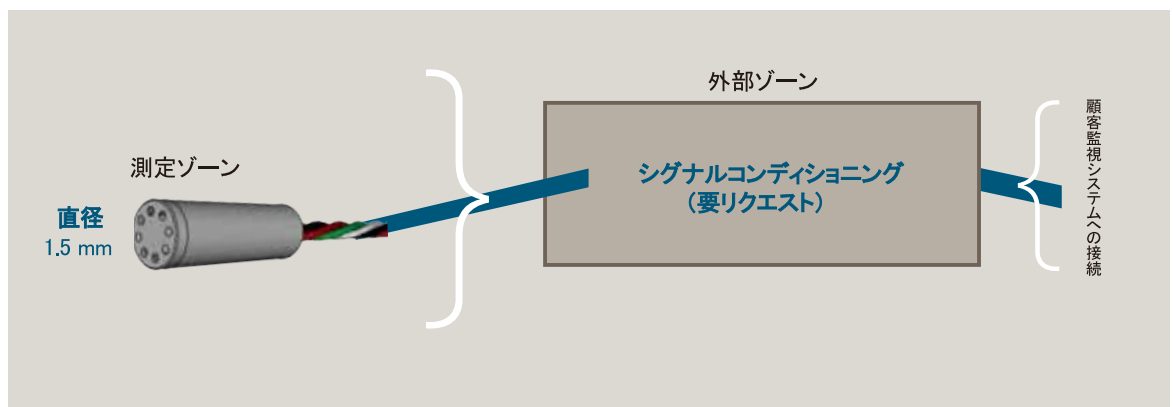 外部ゾーン
測定ゾーン
直径
1.5 mm
シグナルコンディショニング
（要リクエスト）
顧客監視システムへの接続